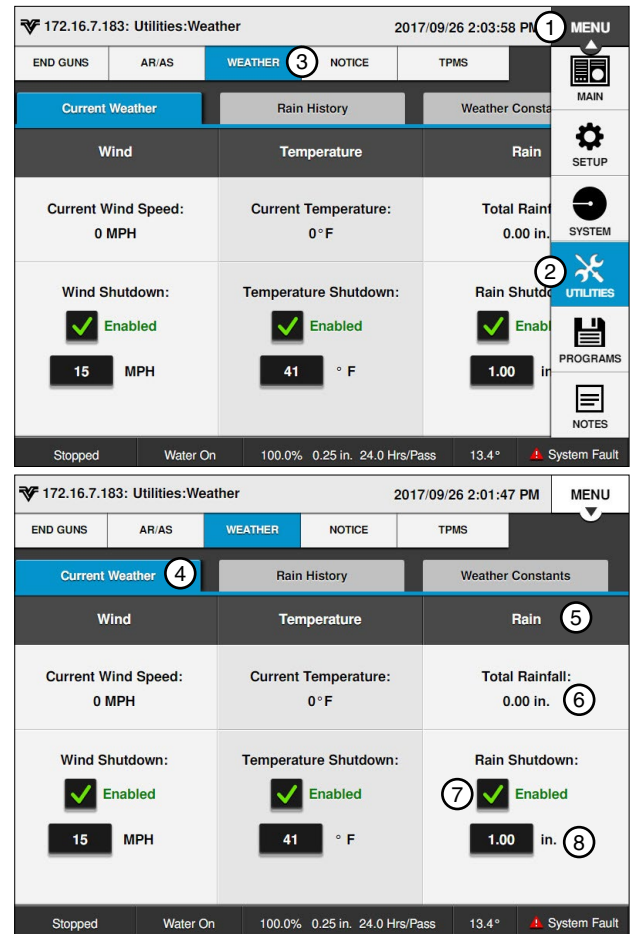 172.16.7.183: Utilities:Weather 2017/09/26 2:03:58 PM 1 MENU
END GUNS AR/AS WEATHER 3 NOTICE TPMS
MAIN
Current Weather Rain History Weather Consta
Wind Temperature Rain
SETUP
Current Wind Speed: Current Temperature: Total Rainf
0 MPH 0°F 0.00 in. SYSTEM
2
Wind Shutdown: Temperature Shutdown: Rain Shutdo UTILITIES
Enabled Enabled Enabl
15 MPH 41 °F 1.00 in PROGRAMS
NOTES
Stopped Water On 100.0% 0.25 in. 24.0 Hrs/Pass 13.4° System Fault
172.16.7.183: Utilities:Weather 2017/09/26 2:01:47 PM MENU
END GUNS AR/AS WEATHER NOTICE TPMS
Current Weather 4 Rain History Weather Constants
Wind Temperature Rain 5
Current Wind Speed: Current Temperature: Total Rainfall:
0 MPH 0°F 0.00 in. 6
Wind Shutdown: Temperature Shutdown: Rain Shutdown:
Enabled Enabled 7 Enabled
15 MPH 41 °F 1.00 in. 8
Stopped Water On 100.0% 0.25 in. 24.0 Hrs/Pass 13.4° System Fault